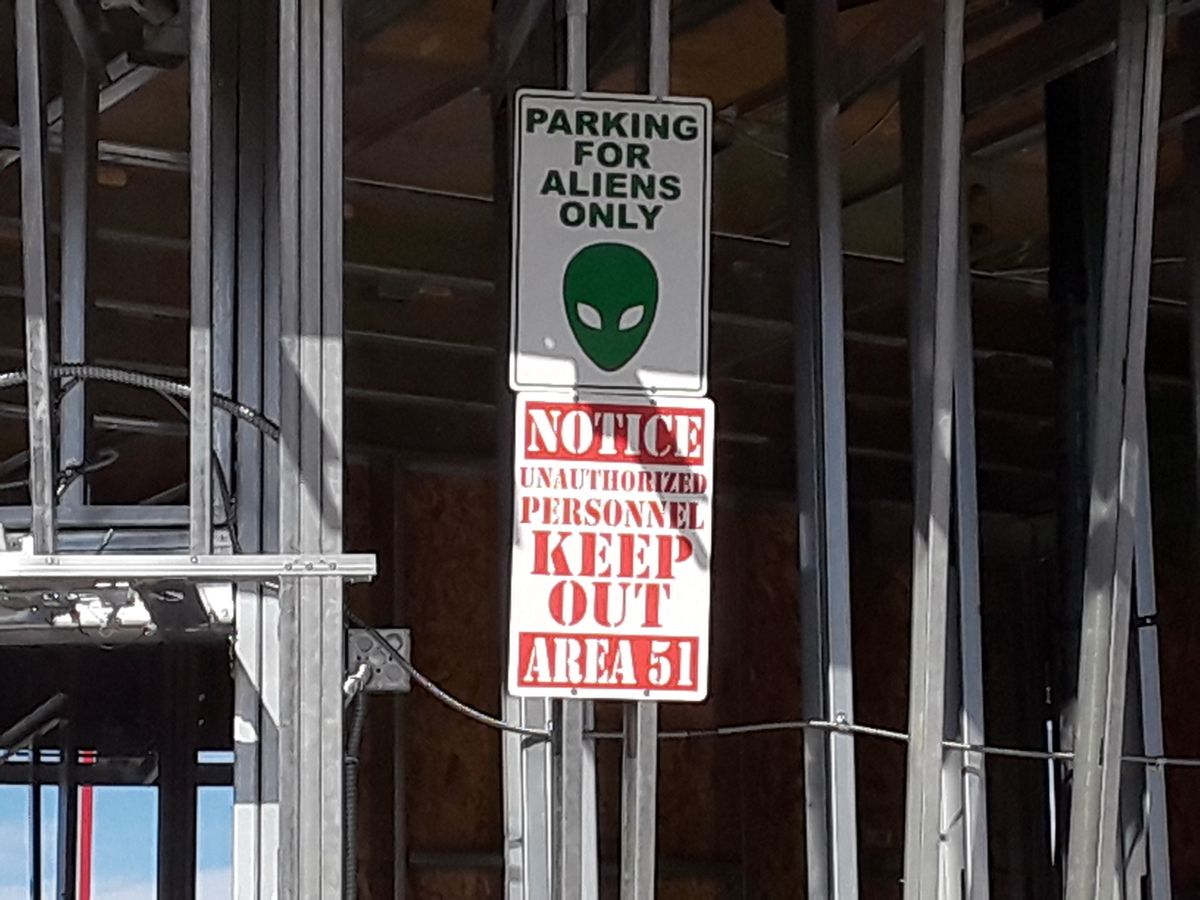 PARKING
FOR
ALIENS
ONLY
NOTICE
UNAUTHORIZED
PERSONNEL
KEEP
OUT
AREA 51